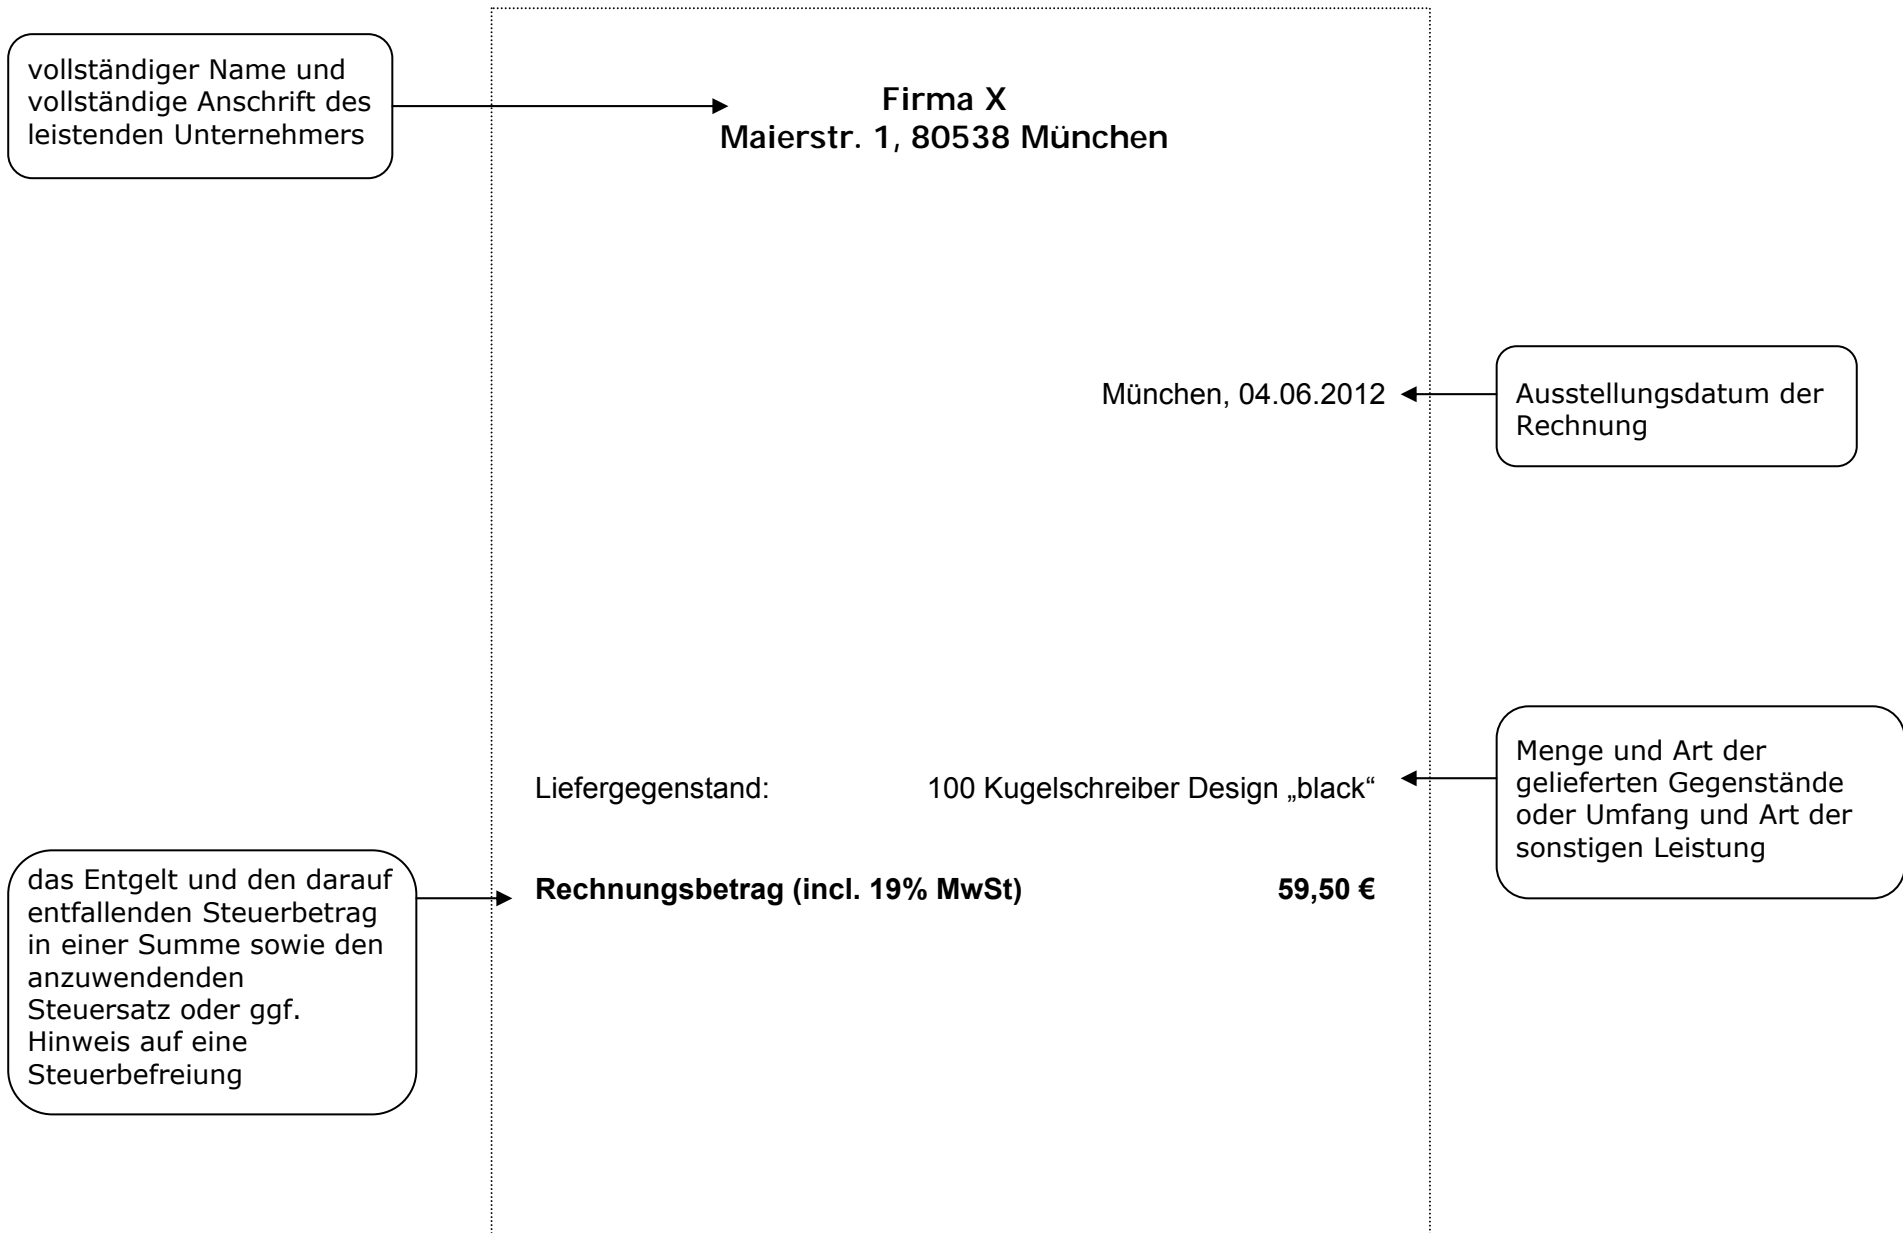 vollständiger Name und
vollständige Anschrift des
leistenden Unternehmers
Firma X
Maierstr. 1, 80538 München
München, 04.06.2012
Ausstellungsdatum der
Rechnung
Liefergegenstand: 100 Kugelschreiber Design „black“
Menge und Art der
gelieferten Gegenstände
oder Umfang und Art der
sonstigen Leistung
das Entgelt und den darauf
entfallenden Steuerbetrag
in einer Summe sowie den
anzuwendenden
Steuersatz oder ggf.
Hinweis auf eine
Steuerbefreiung
Rechnungsbetrag (incl. 19% MwSt) 59,50 €